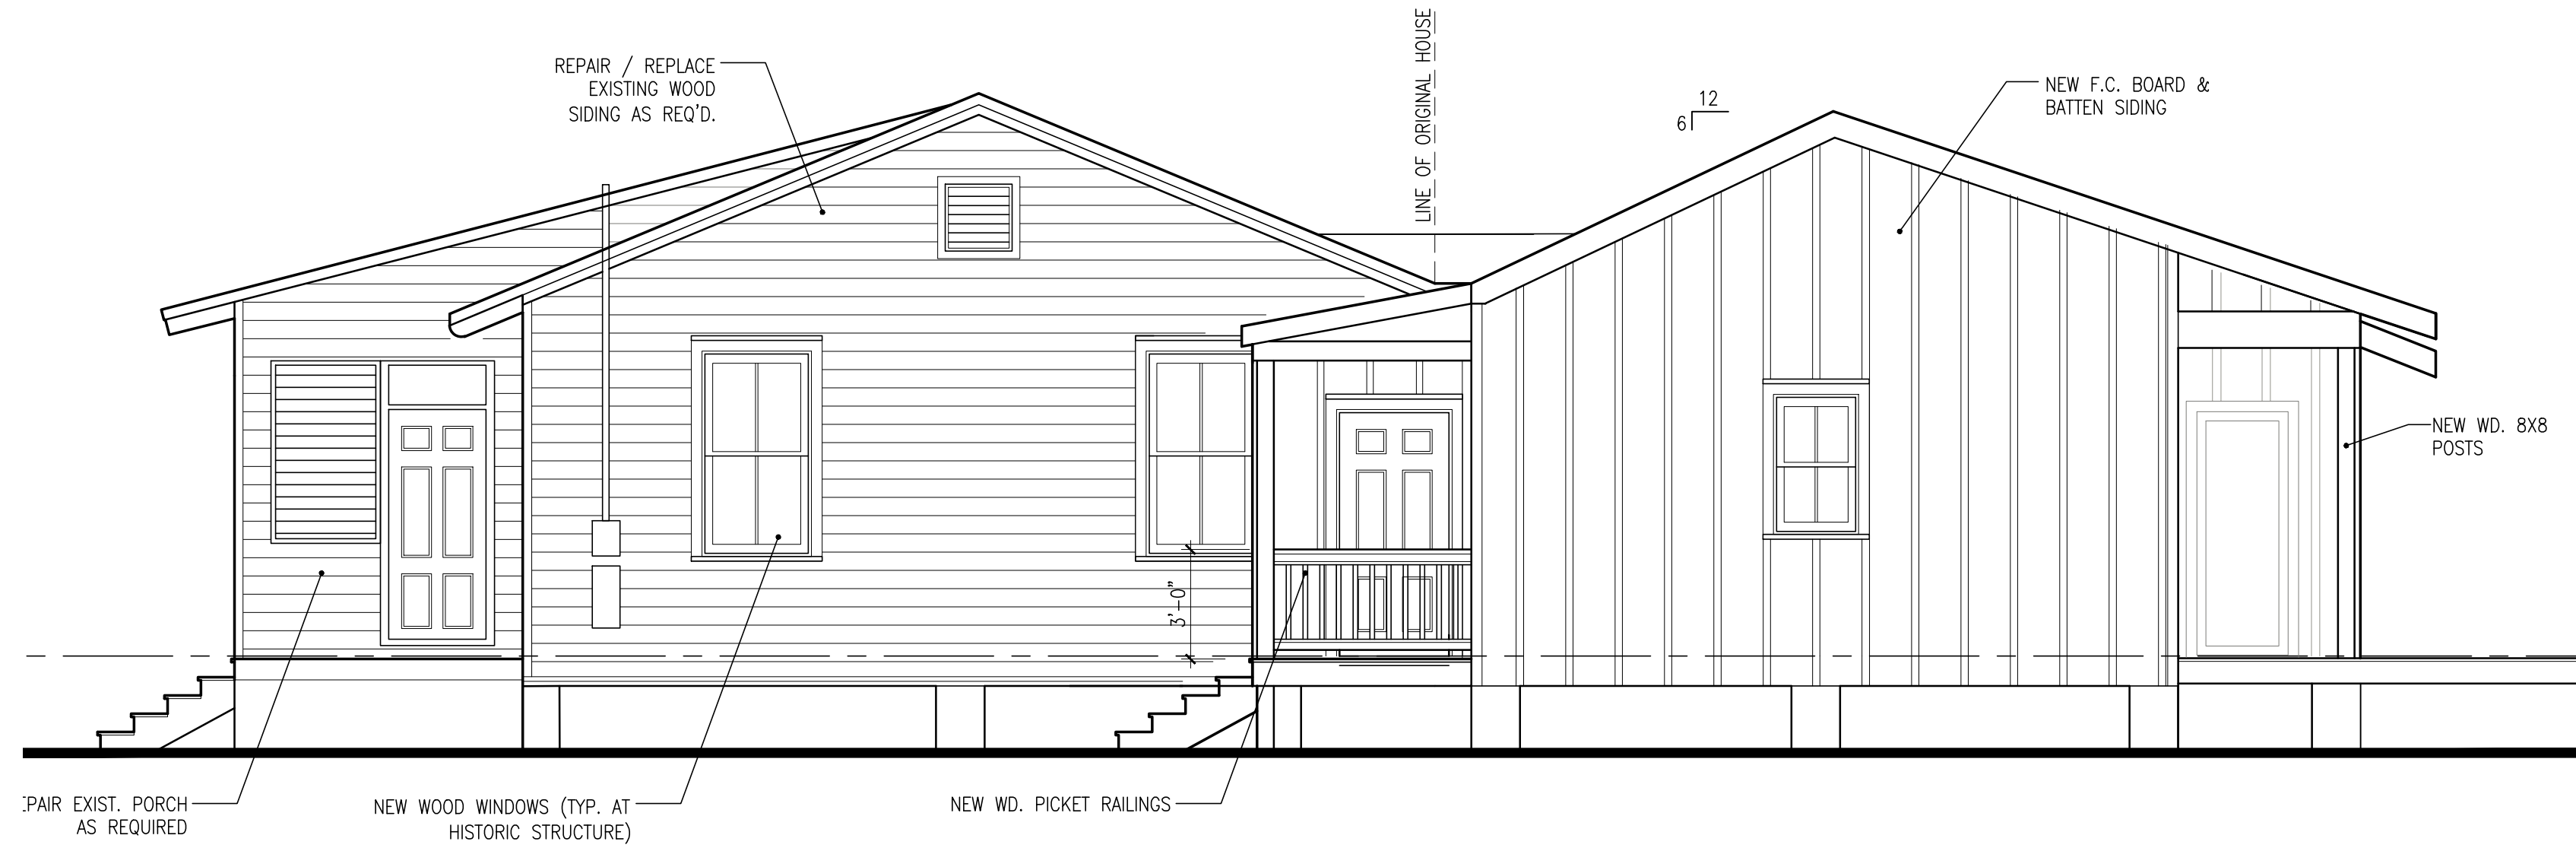 REPAIR / REPLACE
EXISTING WOOD
SIDING AS REQ'D.
LINE OF ORIGINAL HOUSE
12
6
NEW F.C. BOARD &
BATTEN SIDING
NEW WD. 8X8
POSTS
3'-0"
EPAIR EXIST. PORCH
AS REQUIRED
NEW WOOD WINDOWS (TYP. AT
HISTORIC STRUCTURE)
NEW WD. PICKET RAILINGS